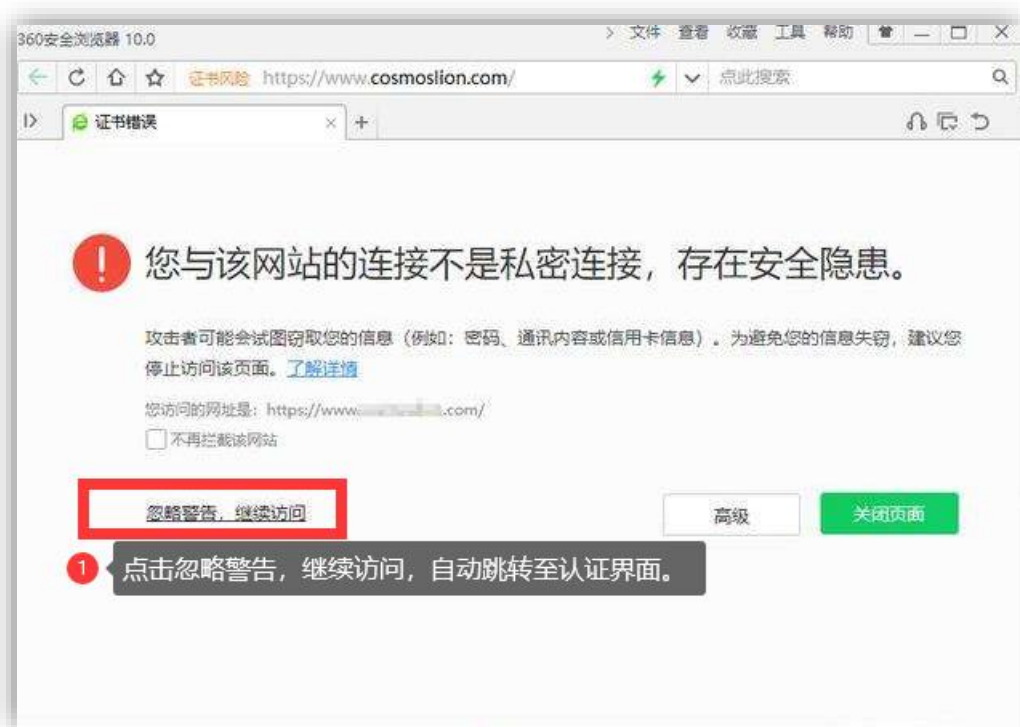 360安全浏览器 10.0
文件 查看 收藏 工具 帮助
证书风险 https://www.cosmoslion.com/
点此搜索
证书错误
您与该网站的连接不是私密连接，存在安全隐患。
攻击者可能会试图窃取您的信息（例如：密码、通讯内容或信用卡信息）。为避免您的信息失窃，建议您
停止访问该页面。了解详情
您访问的网址是：https://www.com/
不再拦截该网站
忽略警告，继续访问
高级
关闭页面
1 点击忽略警告，继续访问，自动跳转至认证界面。